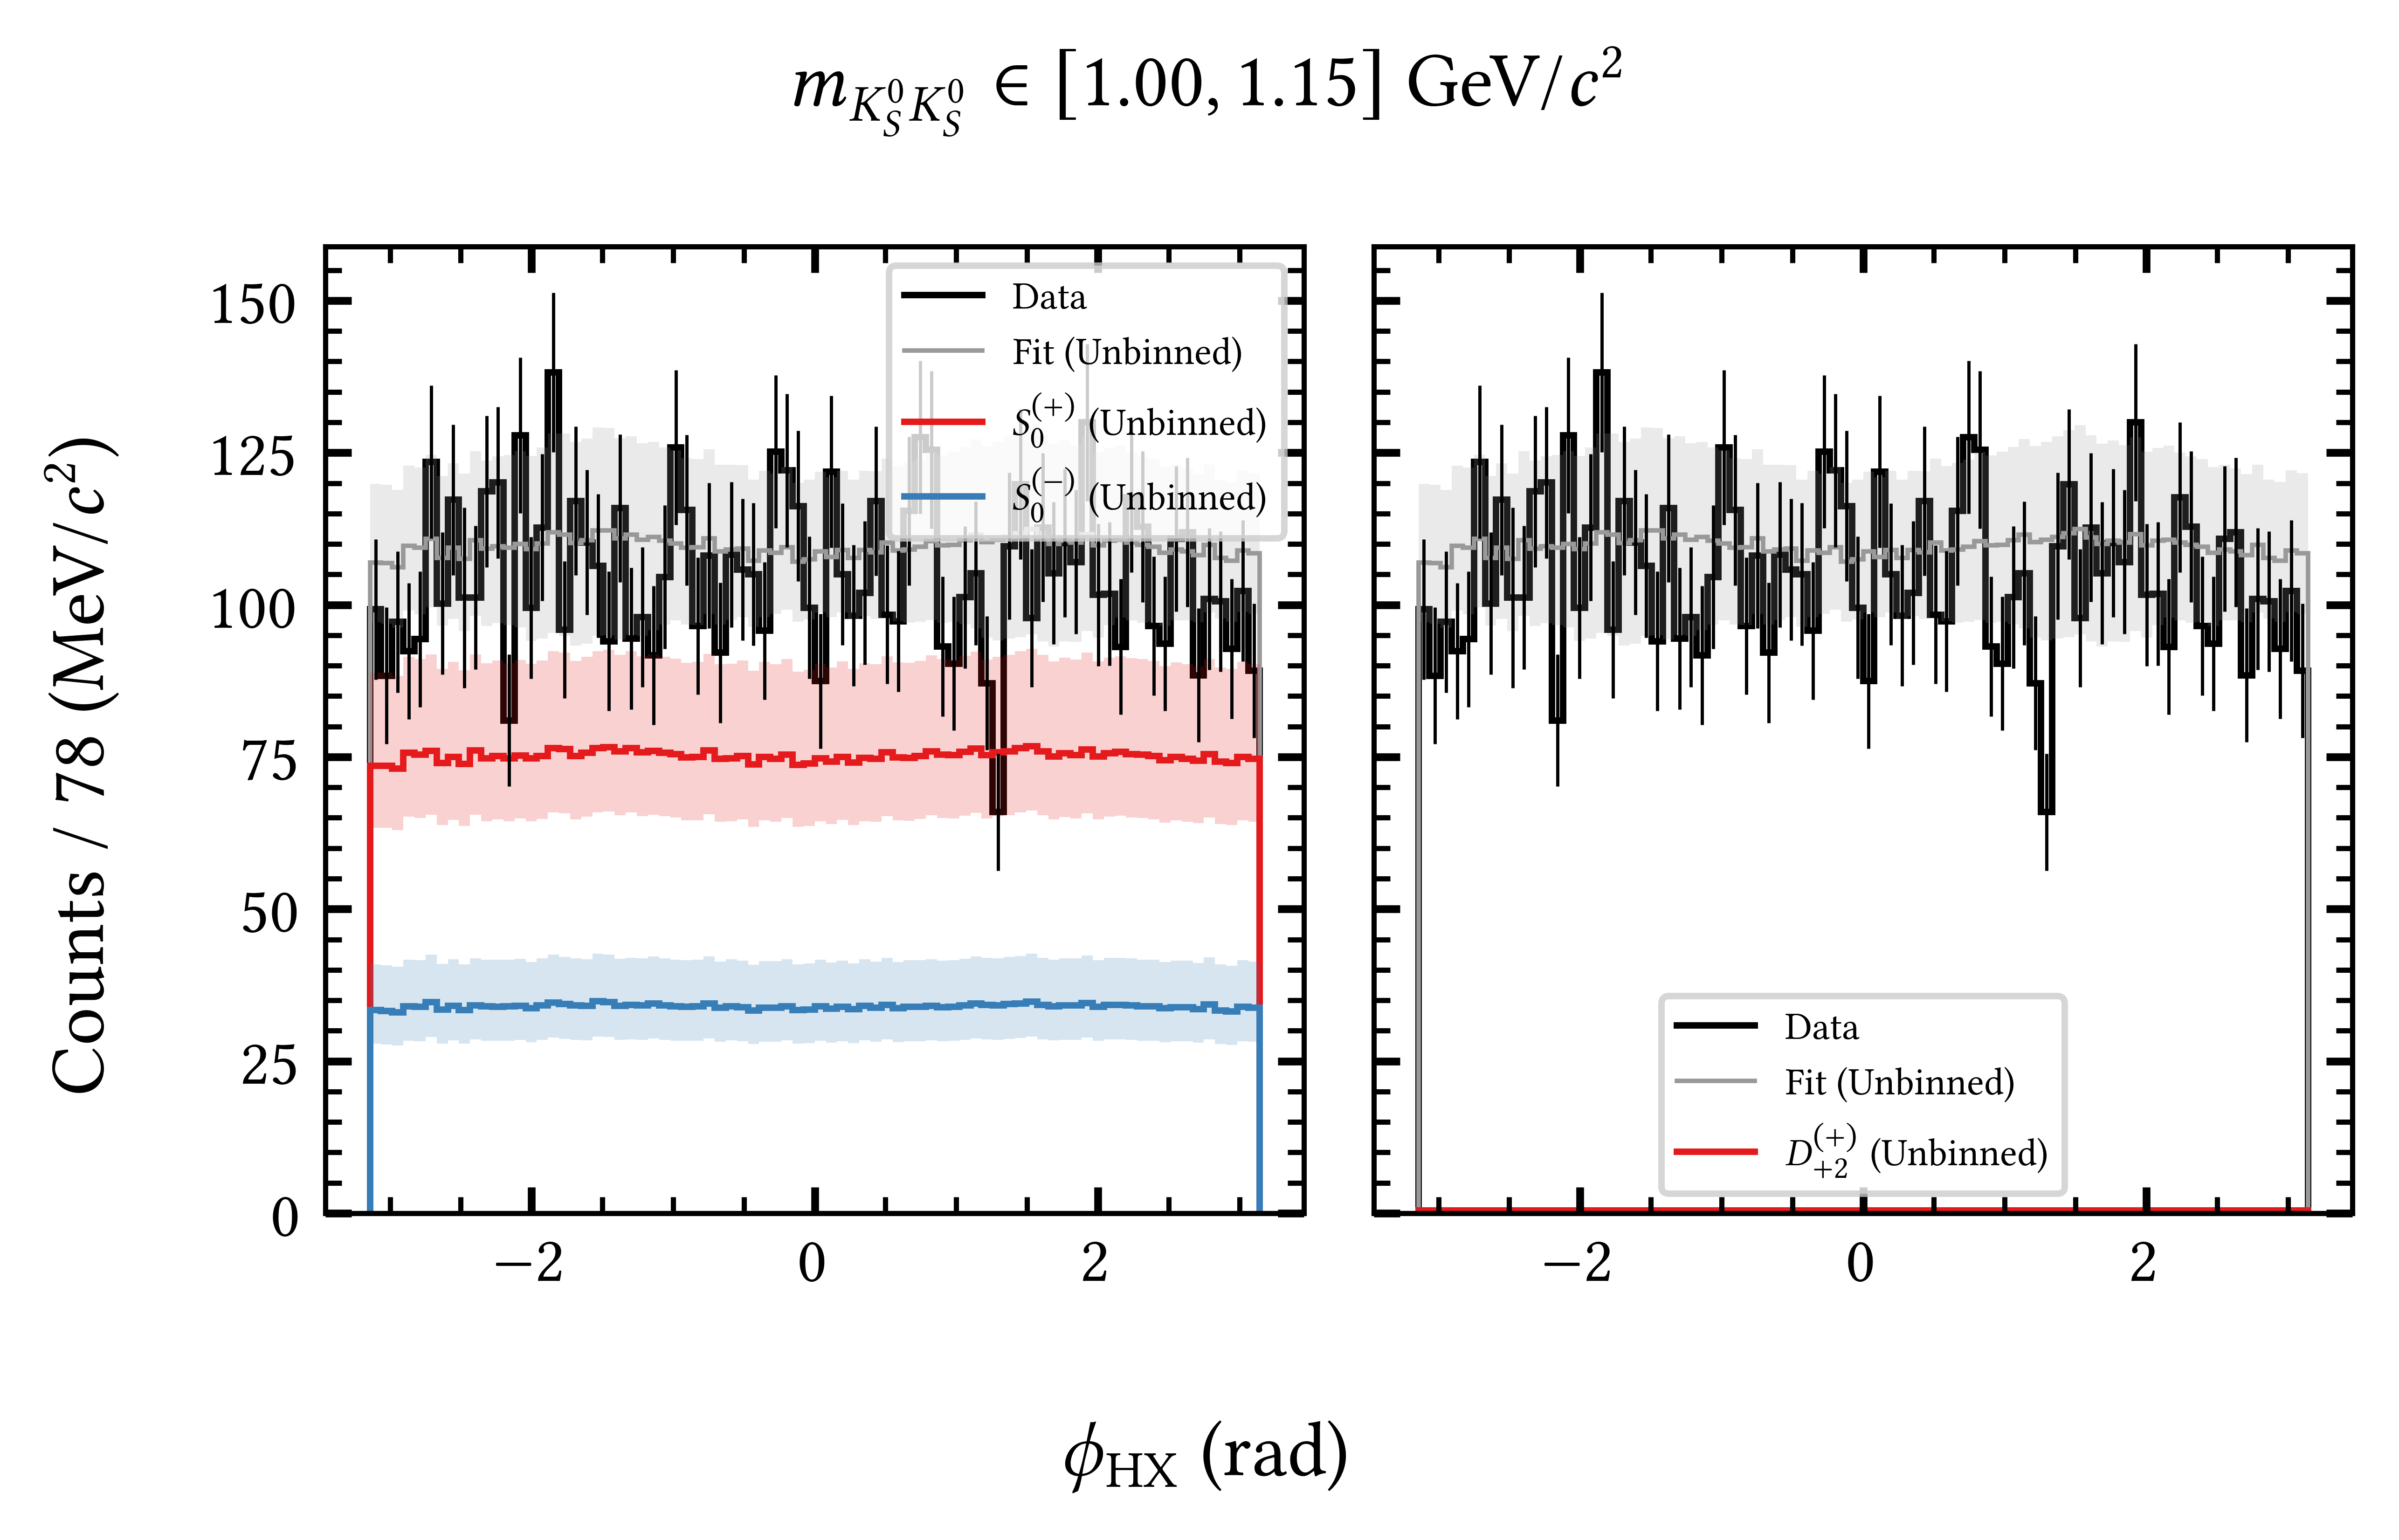 m_{K_S^0 K_S^0} ∈ [1.00, 1.15] GeV/c²
Counts / 78 (MeV/c²)
150
125
100
75
50
25
0
−2
0
2
Data
Fit (Unbinned)
S_0^{(+)} (Unbinned)
S_0^{(−)} (Unbinned)
−2
0
2
Data
Fit (Unbinned)
D_{+2}^{(+)} (Unbinned)
ϕ_{HX} (rad)